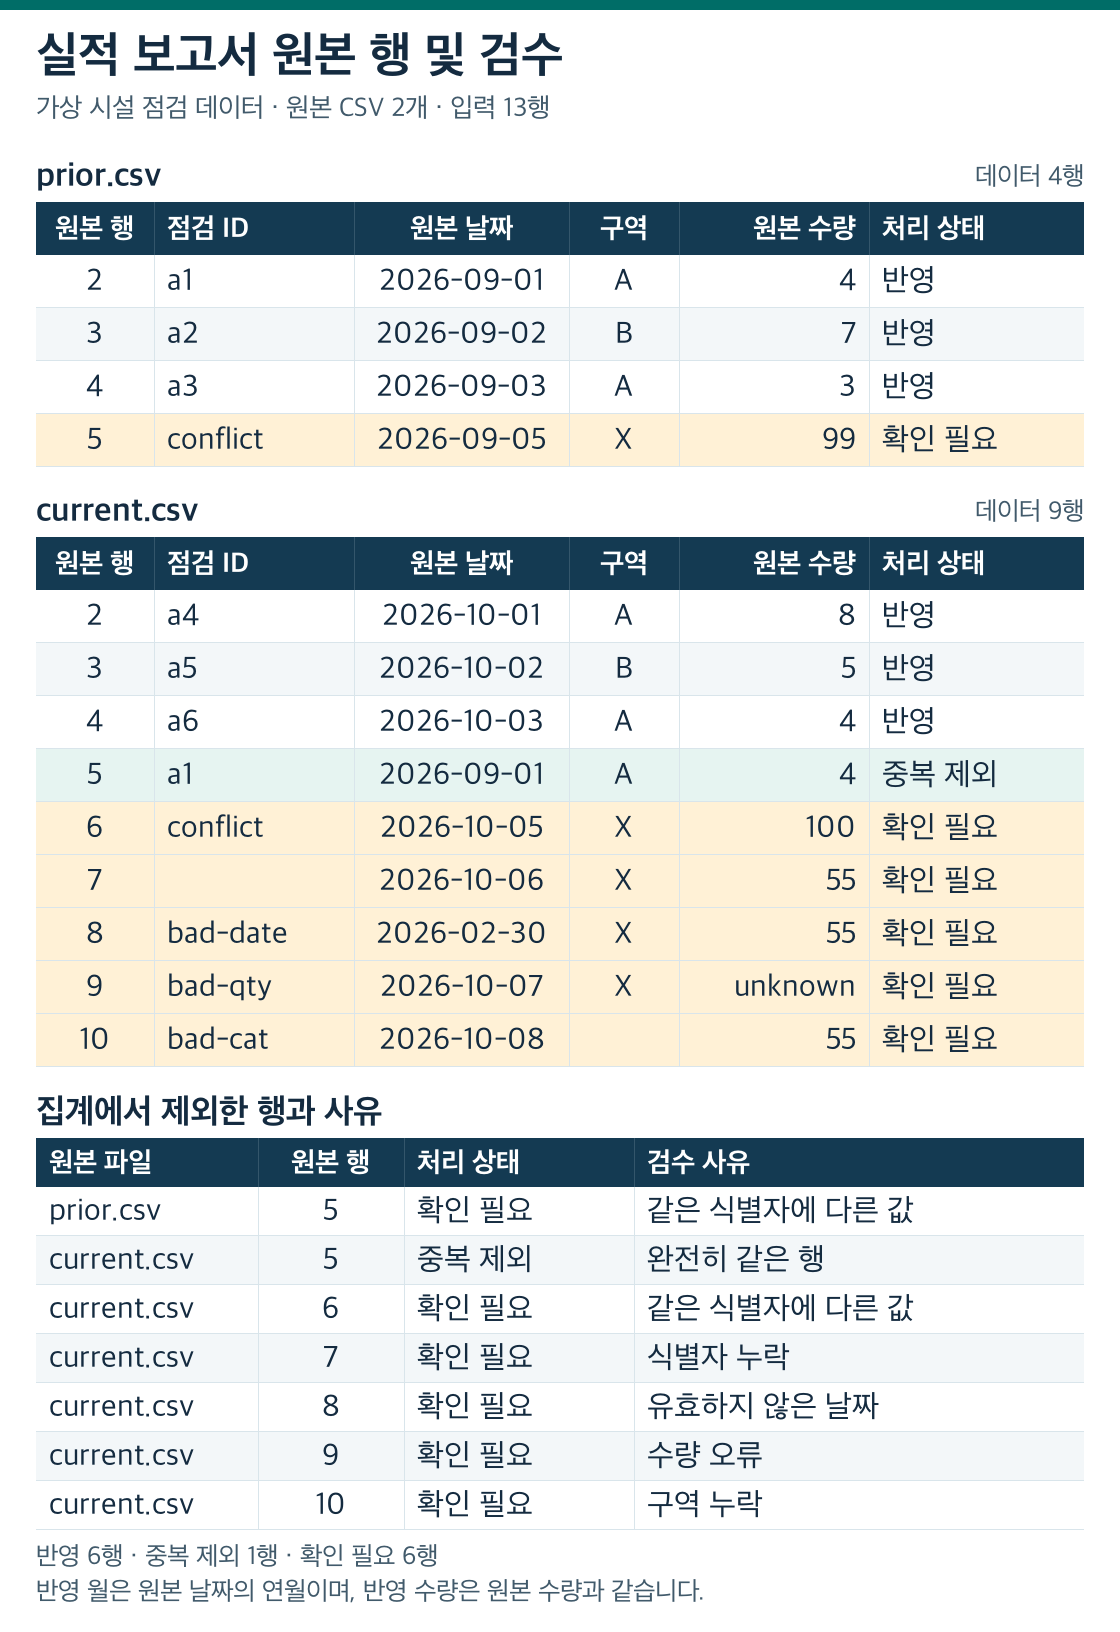 실적 보고서 원본 행 및 검수
가상 시설 점검 데이터 · 원본 CSV 2개 · 입력 13행
prior.csv 데이터 4행
원본 행 점검 ID 원본 날짜 구역 원본 수량 처리 상태
2 a1 2026-09-01 A 4 반영
3 a2 2026-09-02 B 7 반영
4 a3 2026-09-03 A 3 반영
5 conflict 2026-09-05 X 99 확인 필요
current.csv 데이터 9행
원본 행 점검 ID 원본 날짜 구역 원본 수량 처리 상태
2 a4 2026-10-01 A 8 반영
3 a5 2026-10-02 B 5 반영
4 a6 2026-10-03 A 4 반영
5 a1 2026-09-01 A 4 중복 제외
6 conflict 2026-10-05 X 100 확인 필요
7 2026-10-06 X 55 확인 필요
8 bad-date 2026-02-30 X 55 확인 필요
9 bad-qty 2026-10-07 X unknown 확인 필요
10 bad-cat 2026-10-08 55 확인 필요
집계에서 제외한 행과 사유
원본 파일 원본 행 처리 상태 검수 사유
prior.csv 5 확인 필요 같은 식별자에 다른 값
current.csv 5 중복 제외 완전히 같은 행
current.csv 6 확인 필요 같은 식별자에 다른 값
current.csv 7 확인 필요 식별자 누락
current.csv 8 확인 필요 유효하지 않은 날짜
current.csv 9 확인 필요 수량 오류
current.csv 10 확인 필요 구역 누락
반영 6행 · 중복 제외 1행 · 확인 필요 6행
반영 월은 원본 날짜의 연월이며, 반영 수량은 원본 수량과 같습니다.